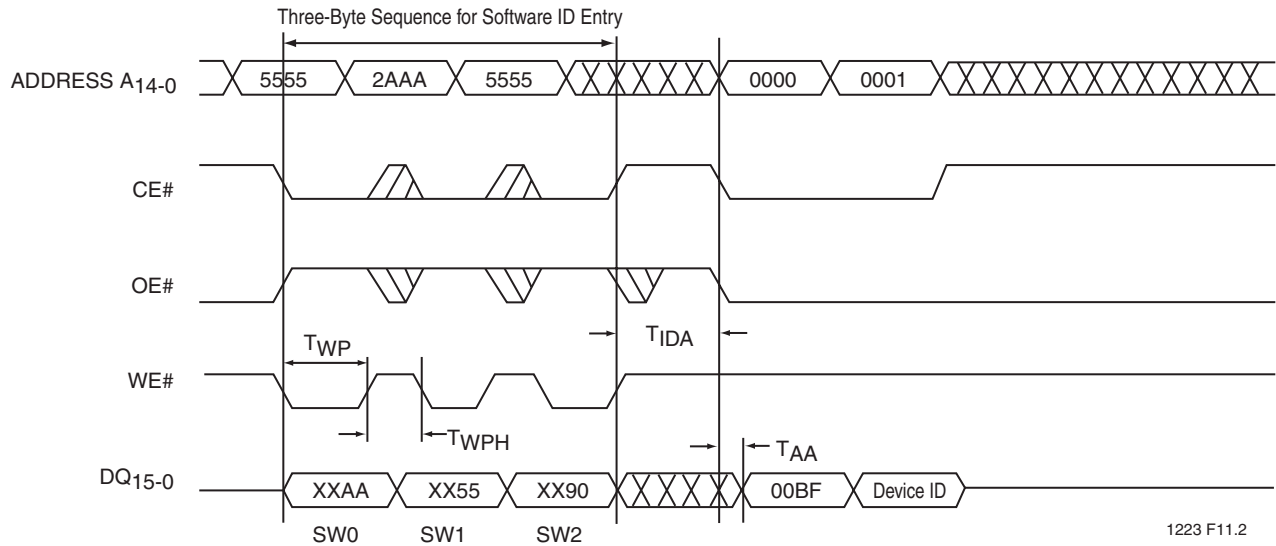 Three-Byte Sequence for Software ID Entry
ADDRESS A14-0
5555 2AAA 5555 0000 0001
CE#
OE#
TWP
TIDA
WE#
TWPH
TAA
DQ15-0
XXAA XX55 XX90 00BF Device ID
SW0 SW1 SW2
1223 F11.2